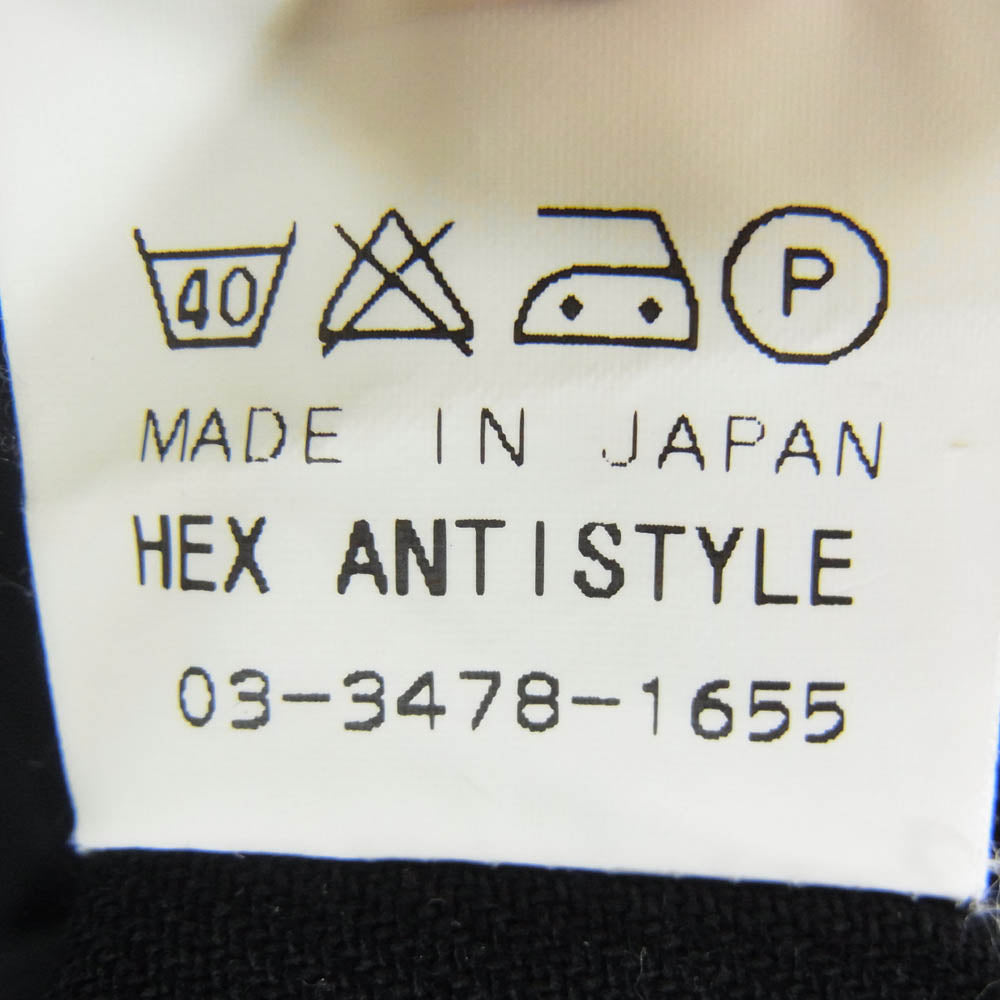 40 P
MADE IN JAPAN
HEX ANTISTYLE
03-3478-1655